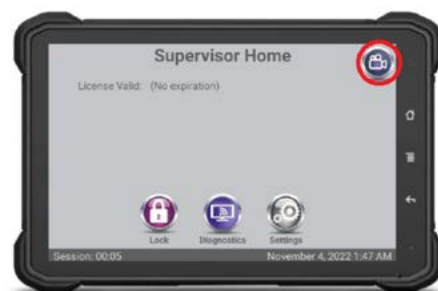 Supervisor Home
License Valid: (No expiration)
Lock Diagnostics Settings
Session: 00:05 November 4, 2022 1:47 AM